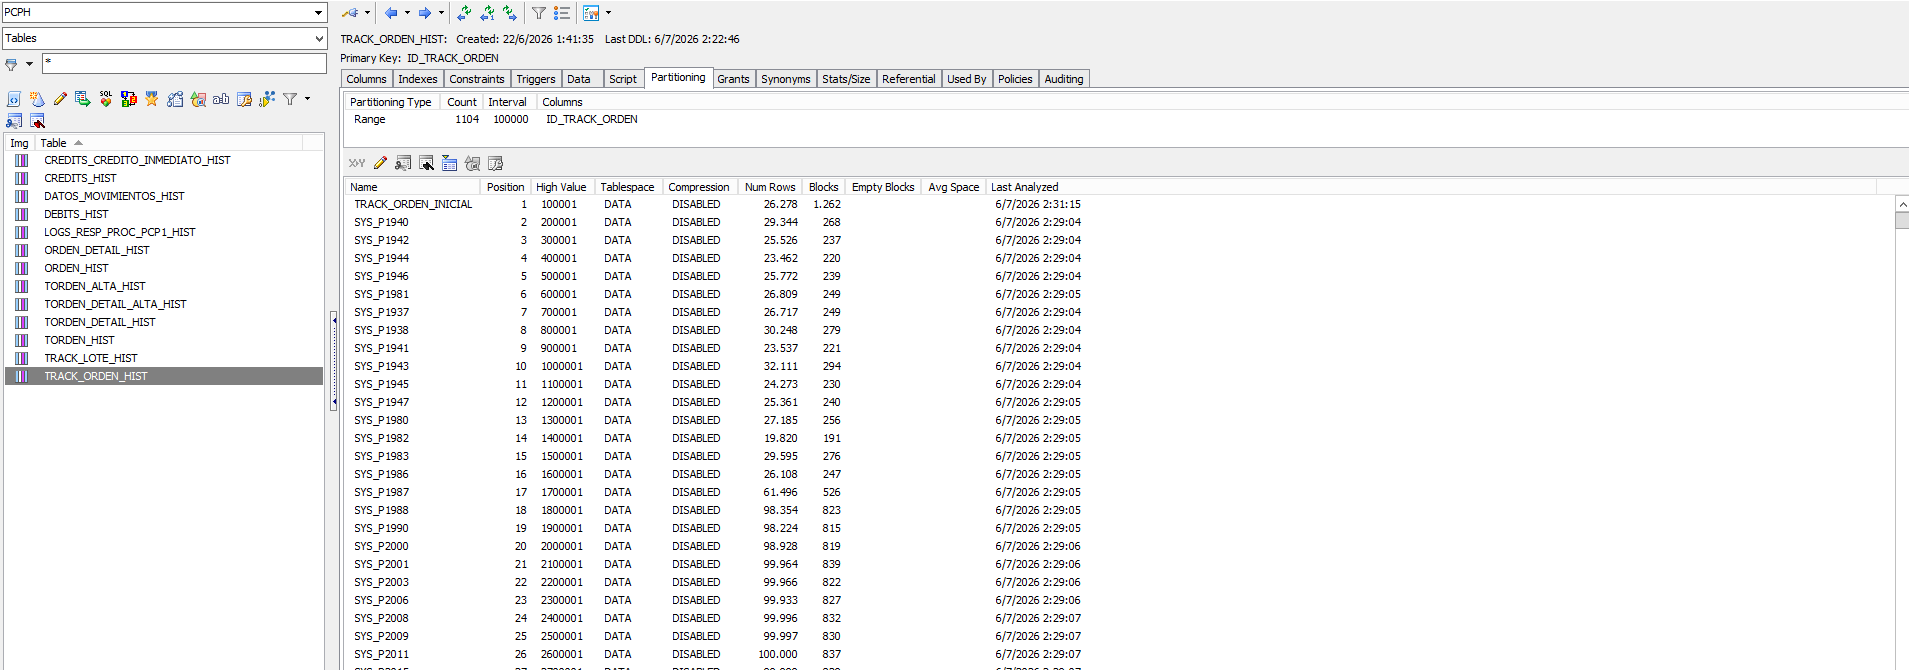 PCPH
Tables
*
SQL
ab
TRACK_ORDEN_HIST: Created: 22/6/2026 1:41:35 Last DDL: 6/7/2026 2:22:46
Primary Key: ID_TRACK_ORDEN
Columns Indexes Constraints Triggers Data Script Partitioning Grants Synonyms Stats/Size Referential Used By Policies Auditing
Partitioning Type Count Interval Columns
Range 1104 100000 ID_TRACK_ORDEN
Img Table
CREDITS_CREDITO_INMEDIATO_HIST
CREDITS_HIST
DATOS_MOVIMIENTOS_HIST
DEBITS_HIST
LOGS_RESP_PROC_PCP1_HIST
ORDEN_DETAIL_HIST
ORDEN_HIST
TORDEN_ALTA_HIST
TORDEN_DETAIL_ALTA_HIST
TORDEN_DETAIL_HIST
TORDEN_HIST
TRACK_LOTE_HIST
TRACK_ORDEN_HIST
Name Position High Value Tablespace Compression Num Rows Blocks Empty Blocks Avg Space Last Analyzed
TRACK_ORDEN_INICIAL 1 100001 DATA DISABLED 26.278 1.262 6/7/2026 2:31:15
SYS_P1940 2 200001 DATA DISABLED 29.344 268 6/7/2026 2:29:04
SYS_P1942 3 300001 DATA DISABLED 25.526 237 6/7/2026 2:29:04
SYS_P1944 4 400001 DATA DISABLED 23.462 220 6/7/2026 2:29:04
SYS_P1946 5 500001 DATA DISABLED 25.772 239 6/7/2026 2:29:04
SYS_P1981 6 600001 DATA DISABLED 26.809 249 6/7/2026 2:29:05
SYS_P1937 7 700001 DATA DISABLED 26.717 249 6/7/2026 2:29:04
SYS_P1938 8 800001 DATA DISABLED 30.248 279 6/7/2026 2:29:04
SYS_P1941 9 900001 DATA DISABLED 23.537 221 6/7/2026 2:29:04
SYS_P1943 10 1000001 DATA DISABLED 32.111 294 6/7/2026 2:29:04
SYS_P1945 11 1100001 DATA DISABLED 24.273 230 6/7/2026 2:29:04
SYS_P1947 12 1200001 DATA DISABLED 25.361 240 6/7/2026 2:29:04
SYS_P1980 13 1300001 DATA DISABLED 27.185 256 6/7/2026 2:29:05
SYS_P1982 14 1400001 DATA DISABLED 19.820 191 6/7/2026 2:29:05
SYS_P1983 15 1500001 DATA DISABLED 29.595 276 6/7/2026 2:29:05
SYS_P1986 16 1600001 DATA DISABLED 26.108 247 6/7/2026 2:29:05
SYS_P1987 17 1700001 DATA DISABLED 61.496 526 6/7/2026 2:29:05
SYS_P1988 18 1800001 DATA DISABLED 98.354 823 6/7/2026 2:29:05
SYS_P1990 19 1900001 DATA DISABLED 98.224 815 6/7/2026 2:29:05
SYS_P2000 20 2000001 DATA DISABLED 98.928 819 6/7/2026 2:29:06
SYS_P2001 21 2100001 DATA DISABLED 99.964 839 6/7/2026 2:29:06
SYS_P2003 22 2200001 DATA DISABLED 99.966 822 6/7/2026 2:29:06
SYS_P2006 23 2300001 DATA DISABLED 99.933 827 6/7/2026 2:29:06
SYS_P2008 24 2400001 DATA DISABLED 99.996 832 6/7/2026 2:29:07
SYS_P2009 25 2500001 DATA DISABLED 99.997 830 6/7/2026 2:29:07
SYS_P2011 26 2600001 DATA DISABLED 100.000 837 6/7/2026 2:29:07